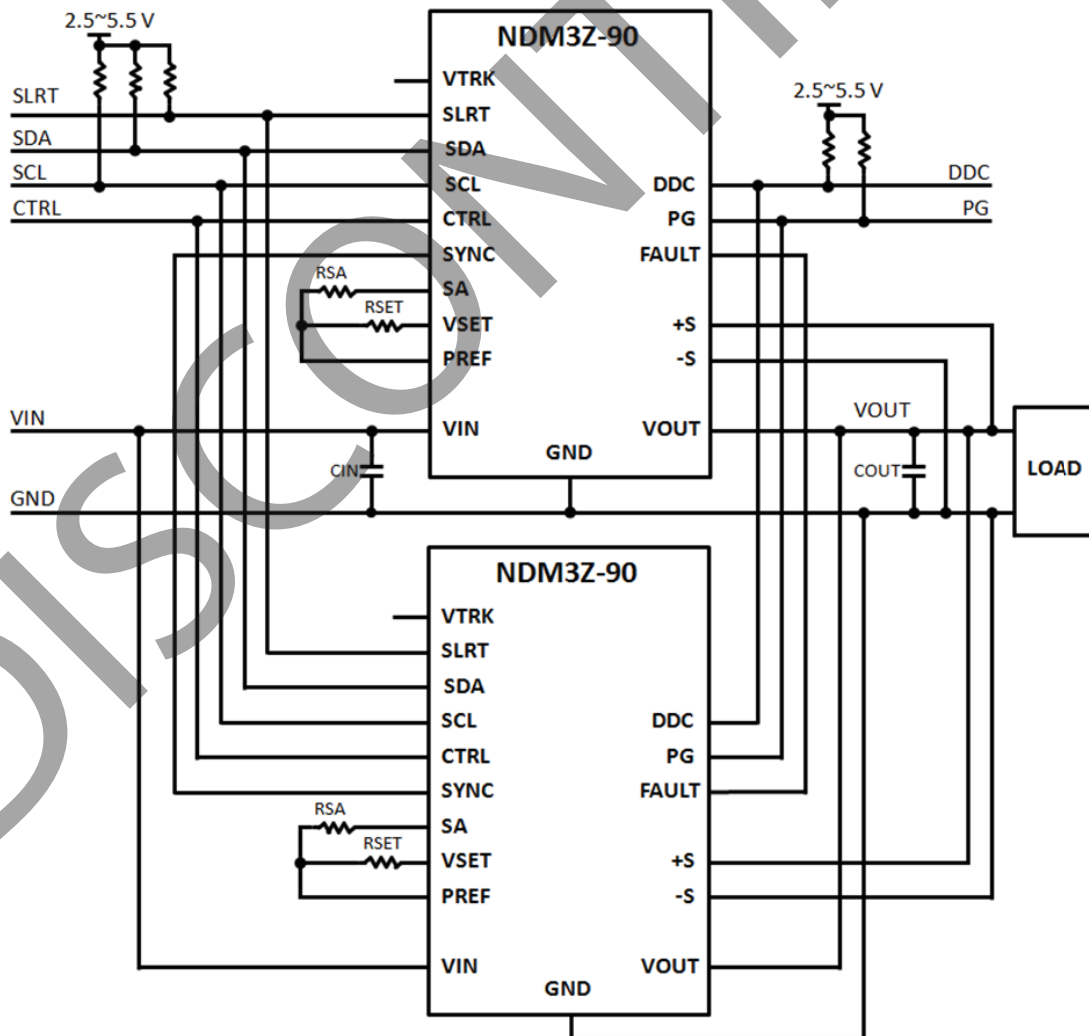 2.5~5.5 V
SLRT
SDA
SCL
CTRL
VIN
GND
NDM3Z-90
VTRK
SLRT
SDA
SCL
CTRL
SYNC
SA
VSET
PREF
VIN
GND
DDC
PG
FAULT
+S
-S
VOUT
RSA
RSET
CIN
2.5~5.5 V
DDC
PG
VOUT
COUT
LOAD
NDM3Z-90
VTRK
SLRT
SDA
SCL
CTRL
SYNC
SA
VSET
PREF
VIN
GND
DDC
PG
FAULT
+S
-S
VOUT
RSA
RSET
DISCONT